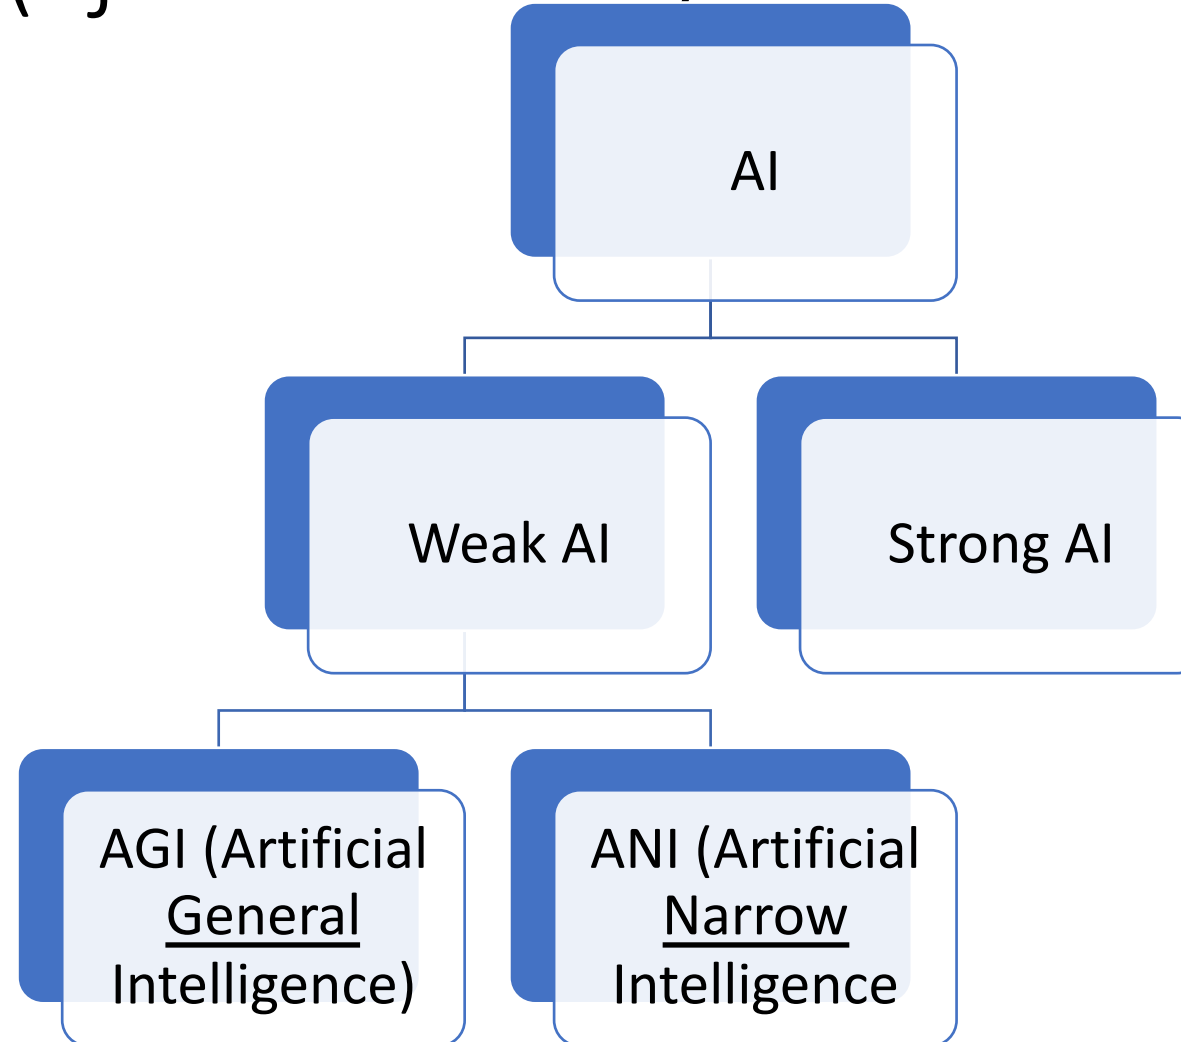 AI
Weak AI
Strong AI
AGI (Artificial
General
Intelligence)
ANI (Artificial
Narrow
Intelligence